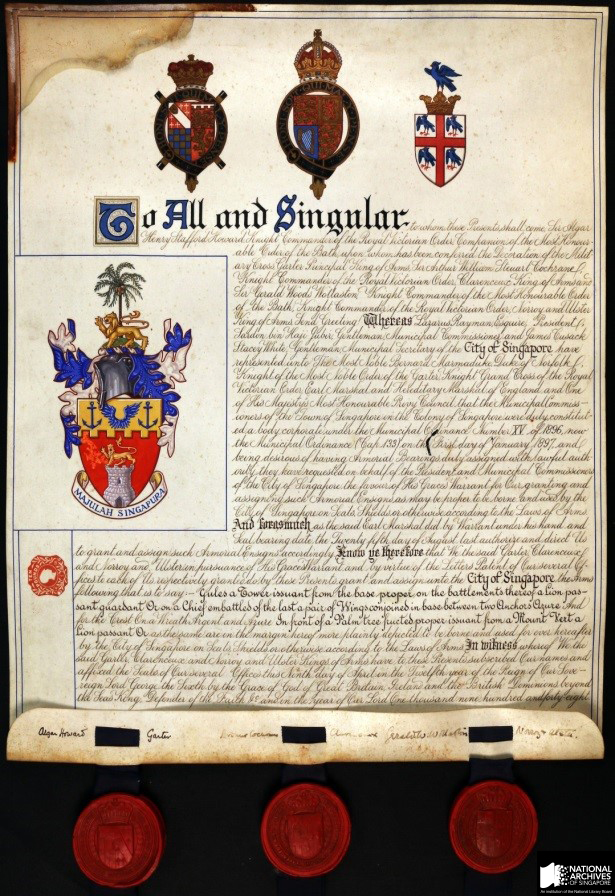 To All and Singular, to whom these Presents shall come, Sir Algar
Henry Stafford Howard Knight Commander of the Royal Victorian Order Companion of the Most Honour-
able Order of the Bath, upon whom has been conferred the Decoration of the Milit-
ary Cross, Garter Principal King of Arms, Sir Arthur William Steuart Cochrane,
Knight Commander of the Royal Victorian Order, Clarenceux King of Arms and
Sir Gerald Woods Wollaston Knight Commander of the Most Honourable Order
of the Bath, Knight Commander of the Royal Victorian Order, Norroy and Ulster
King of Arms Send Greeting! Whereas Lazarus Rayman, Esquire, President,
Hardon bin Haji Jubir, Gentleman, Municipal Commissioner and James Cusack
Stacey White, Gentleman, Municipal Secretary of the City of Singapore have
represented unto The Most Noble Bernard Marmaduke Duke of Norfolk,
Knight of the Most Noble Order of the Garter, Knight Grand Cross of the Royal
Victorian Order, Earl Marshal and Hereditary Marshal of England and One
of His Majesty's Most Honourable Privy Council that the Municipal Commiss-
ioners of the Town of Singapore in the Colony of Singapore were duly constitut-
ed a body corporate under the Municipal Ordinance Number XV of 1896, now
the Municipal Ordinance (Cap. 133) on the First day of January 1897 and
being desirous of having Armorial Bearings duly assigned with lawful auth-
ority, they have requested on behalf of the President and Municipal Commissioners
of the City of Singapore the favour of His Grace's Warrant for Our granting and
assigning such Armorial Ensigns as may be proper to be borne and used by the
City of Singapore on Seals Shields or otherwise according to the Laws of Arms
And forasmuch as the said Earl Marshal did by Warrant under his hand and
Seal bearing date the Twenty fifth day of August last authorize and direct Us
to grant and assign such Armorial Ensigns accordingly Know ye therefore that We the said Garter, Clarenceux
and Norroy and Ulster in pursuance of His Grace's Warrant and by virtue of the Letters Patent of Our several Of-
fices to each of Us respectively granted do by these Presents grant and assign unto the City of Singapore the Arms
following that is to say:— Gules a Tower issuant from the base proper on the battlements thereof a lion pas-
sant guardant Or on a Chief embattled of the last a pair of Wings conjoined in base between two Anchors Azure And
for the Crest On a Wreath Argent and Azure In front of a Palm tree fructed proper issuant from a Mount Vert a
lion passant Or as the same are in the margin hereof more plainly depicted to be borne and used for ever hereafter
by the City of Singapore on Seals Shields or otherwise according to the Laws of Arms In witness whereof We the
said Garter, Clarenceux and Norroy and Ulster Kings of Arms have to these Presents subscribed Our names and
affixed the Seals of Our several Offices this Ninth day of April in the Twelfth year of the Reign of Our Sove-
reign Lord George the Sixth by the Grace of God of Great Britain, Ireland and the British Dominions beyond
the Seas King, Defender of the Faith &c and in the year of Our Lord One thousand nine hundred and forty eight
MAJULAH SINGAPURA
Algar Howard Garter
NATIONAL
ARCHIVES
OF SINGAPORE
An institution of the National Library Board